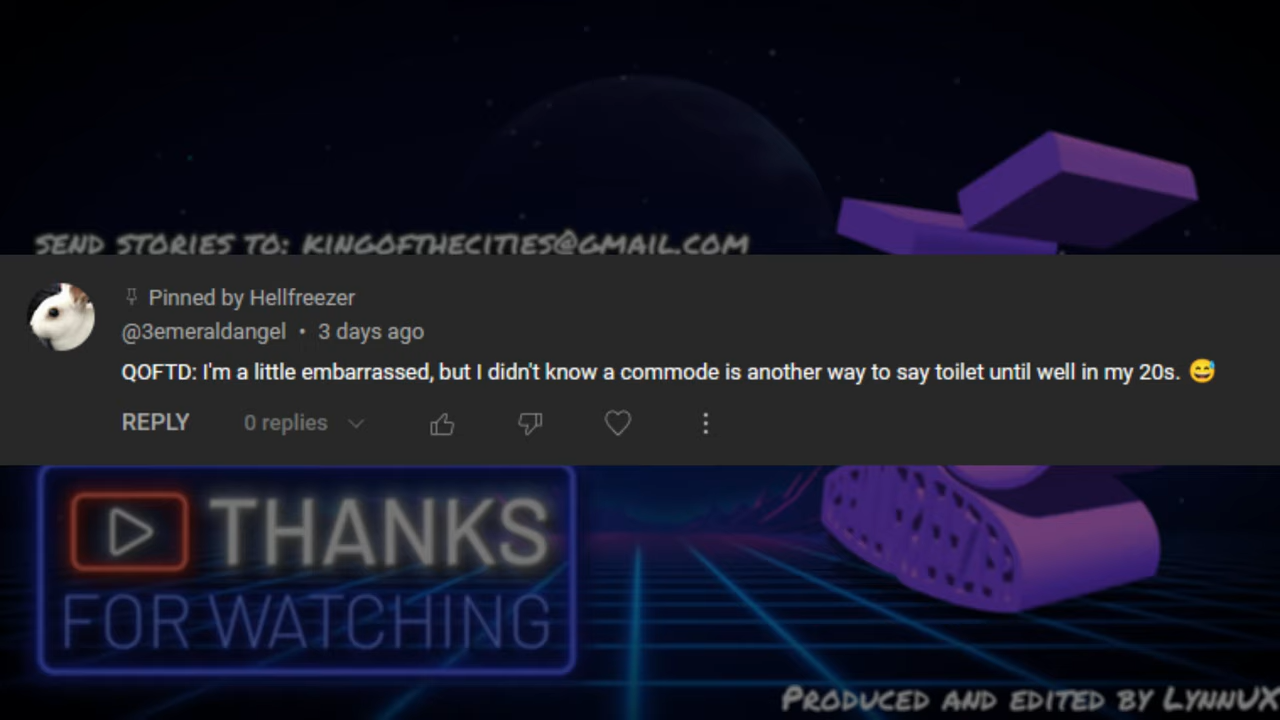 SEND STORIES TO: KINGOFTHECITIES@GMAIL.COM
Pinned by Hellfreezer
@3emeraldangel • 3 days ago
QOFTD: I'm a little embarrassed, but I didn't know a commode is another way to say toilet until well in my 20s. 😅
REPLY 0 replies
THANKS
FOR WATCHING
PRODUCED AND EDITED BY LYNNUX